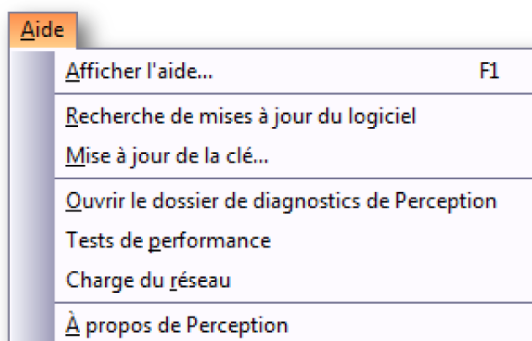 Aide
Afficher l'aide... F1
Recherche de mises à jour du logiciel
Mise à jour de la clé...
Ouvrir le dossier de diagnostics de Perception
Tests de performance
Charge du réseau
À propos de Perception